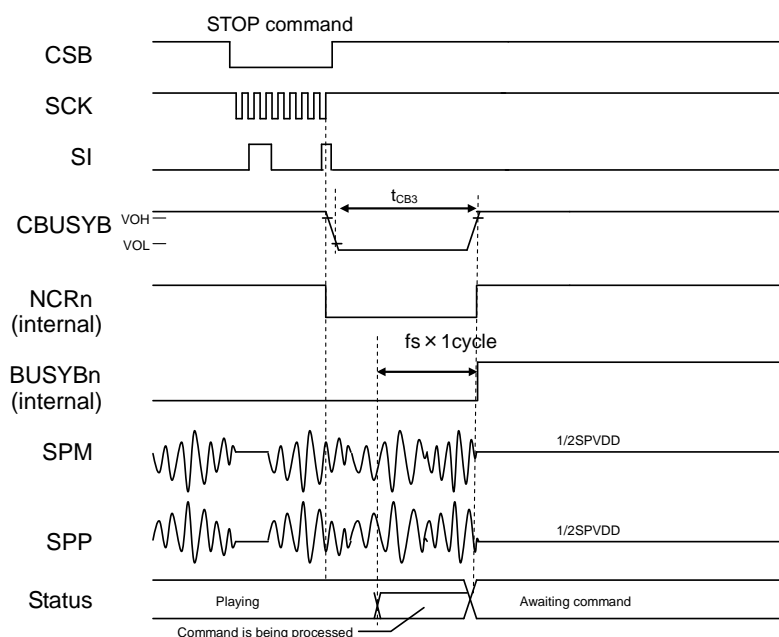 STOP command
CSB
SCK
SI
tCB3
CBUSYB
VOH
VOL
NCRn
(internal)
fs × 1cycle
BUSYBn
(internal)
SPM
1/2SPVDD
SPP
1/2SPVDD
Status
Playing
Awaiting command
Command is being processed